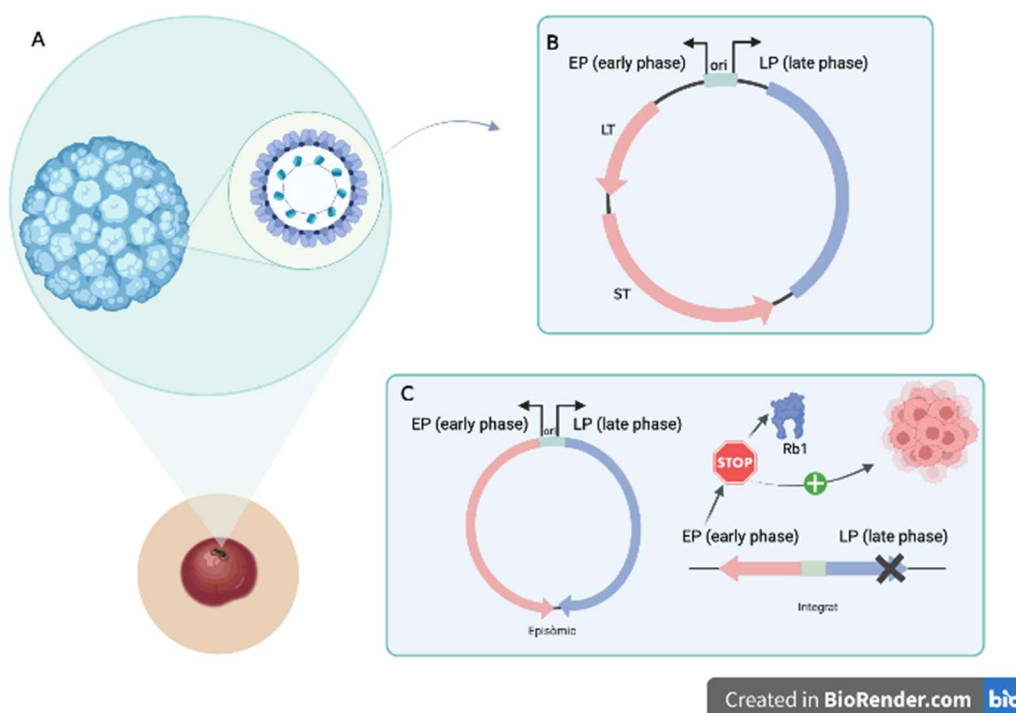 A
B
EP (early phase)
ori
LP (late phase)
LT
ST
C
EP (early phase)
ori
LP (late phase)
Episòmic
STOP
Rb1
EP (early phase)
LP (late phase)
Integrat
Created in BioRender.com bio